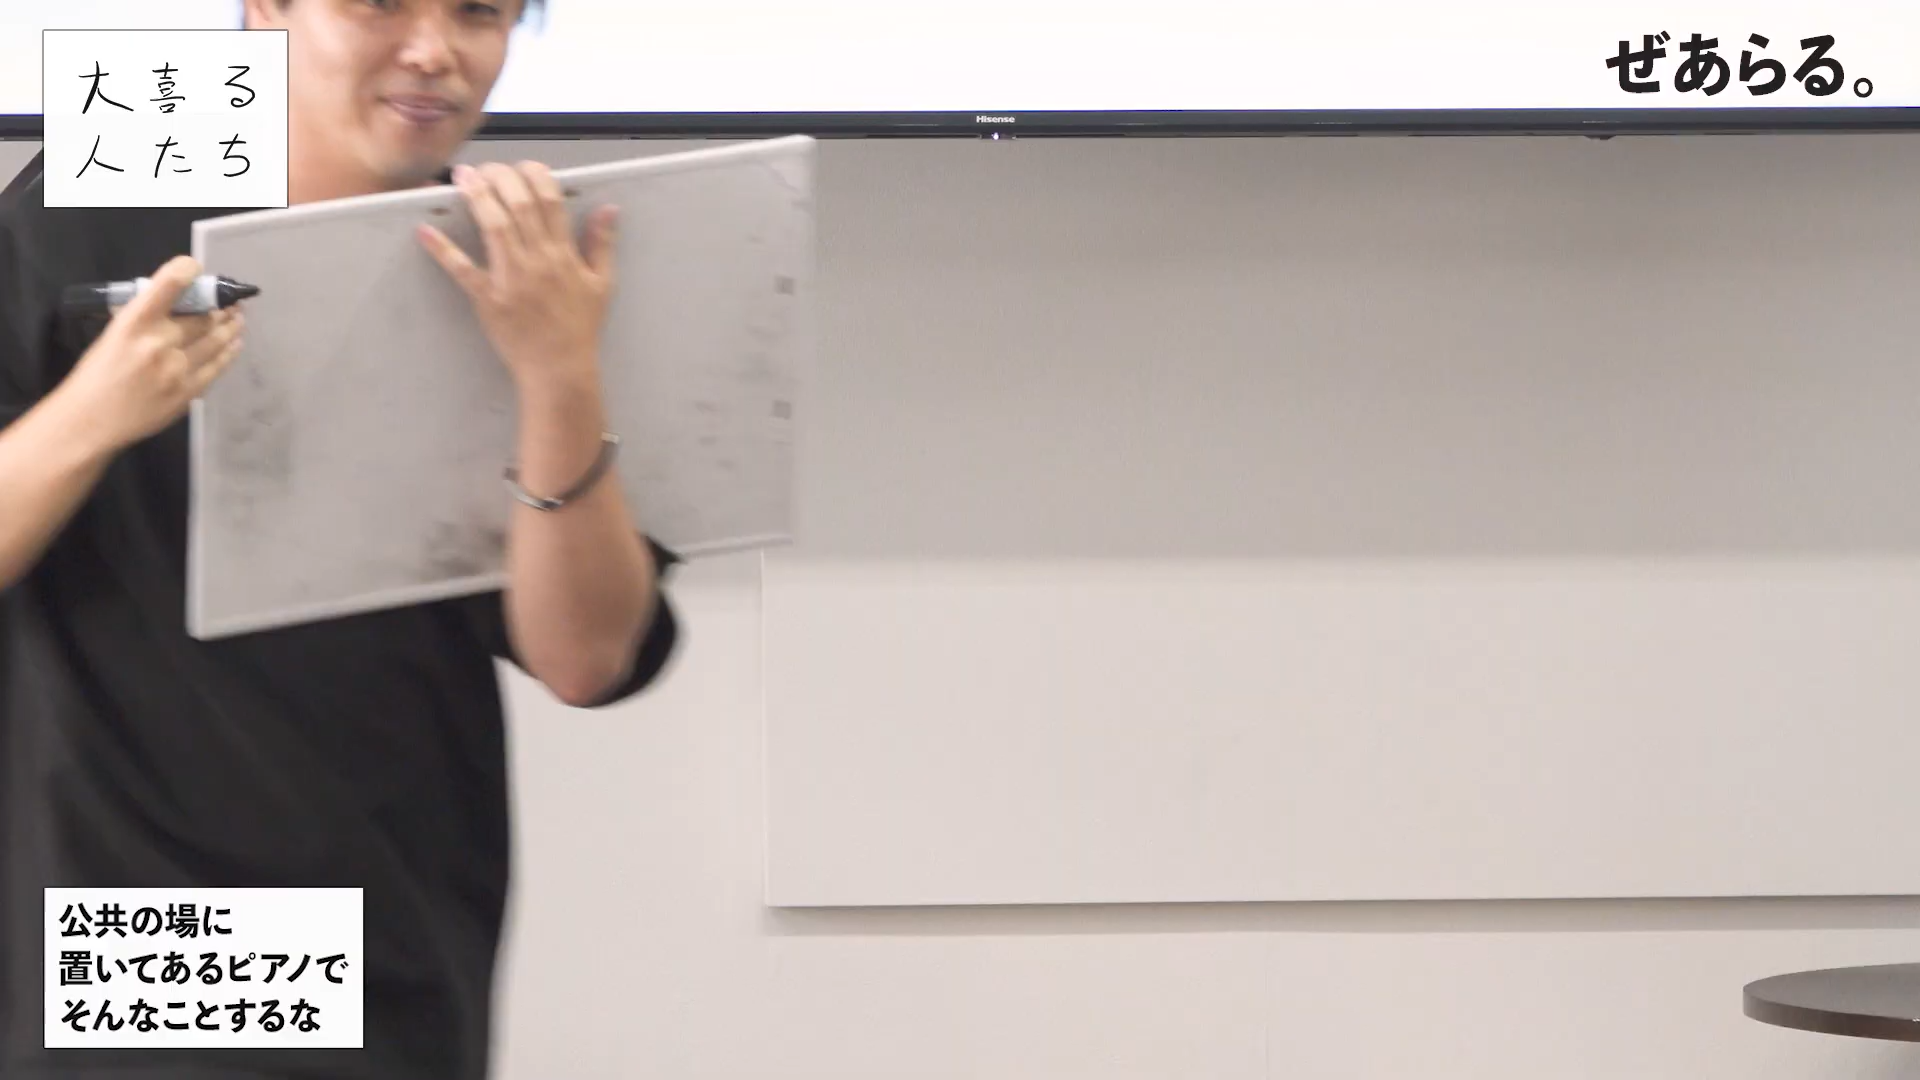 大喜る
人たち
ぜあらる。
Hisense
公共の場に
置いてあるピアノで
そんなことするな